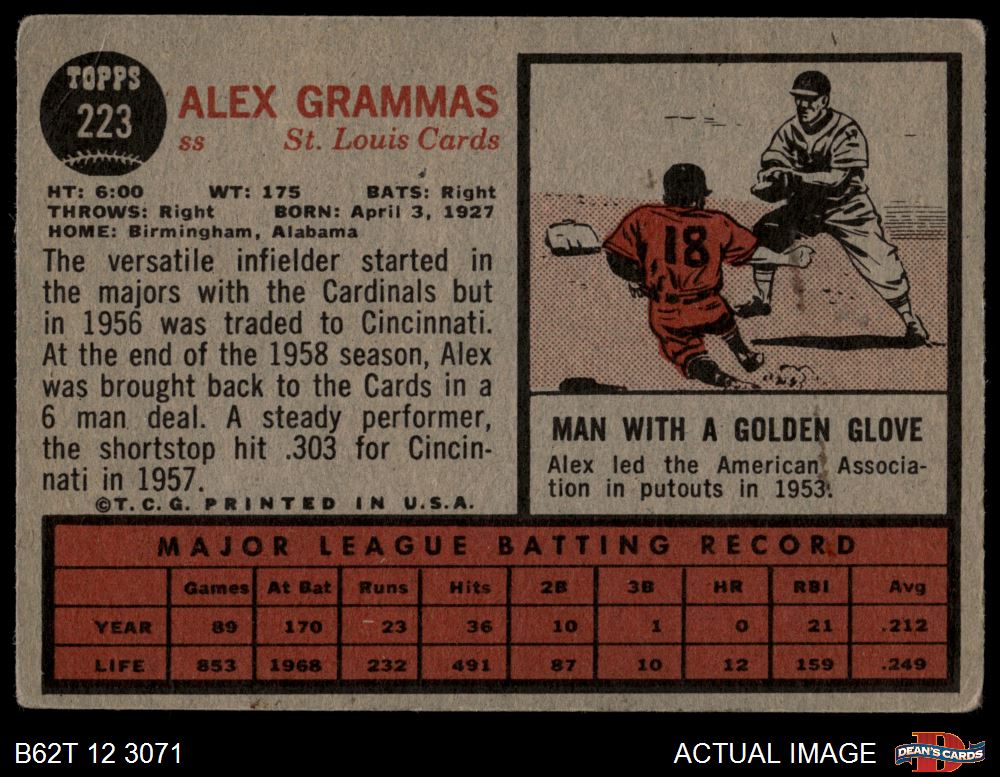 TOPPS
223
ALEX GRAMMAS
ss St. Louis Cards
HT: 6:00 WT: 175 BATS: Right
THROWS: Right BORN: April 3, 1927
HOME: Birmingham, Alabama
The versatile infielder started in
the majors with the Cardinals but
in 1956 was traded to Cincinnati.
At the end of the 1958 season, Alex
was brought back to the Cards in a
6 man deal. A steady performer,
the shortstop hit .303 for Cincin-
nati in 1957.
©T.C.G. PRINTED IN U.S.A.
18
MAN WITH A GOLDEN GLOVE
Alex led the American Associa-
tion in putouts in 1953.
MAJOR LEAGUE BATTING RECORD
Games At Bat Runs Hits 2B 3B HR RBI Avg
YEAR 89 170 23 36 10 1 0 21 .212
LIFE 853 1968 232 491 87 10 12 159 .249
B62T 12 3071
ACTUAL IMAGE
DEAN'S CARDS